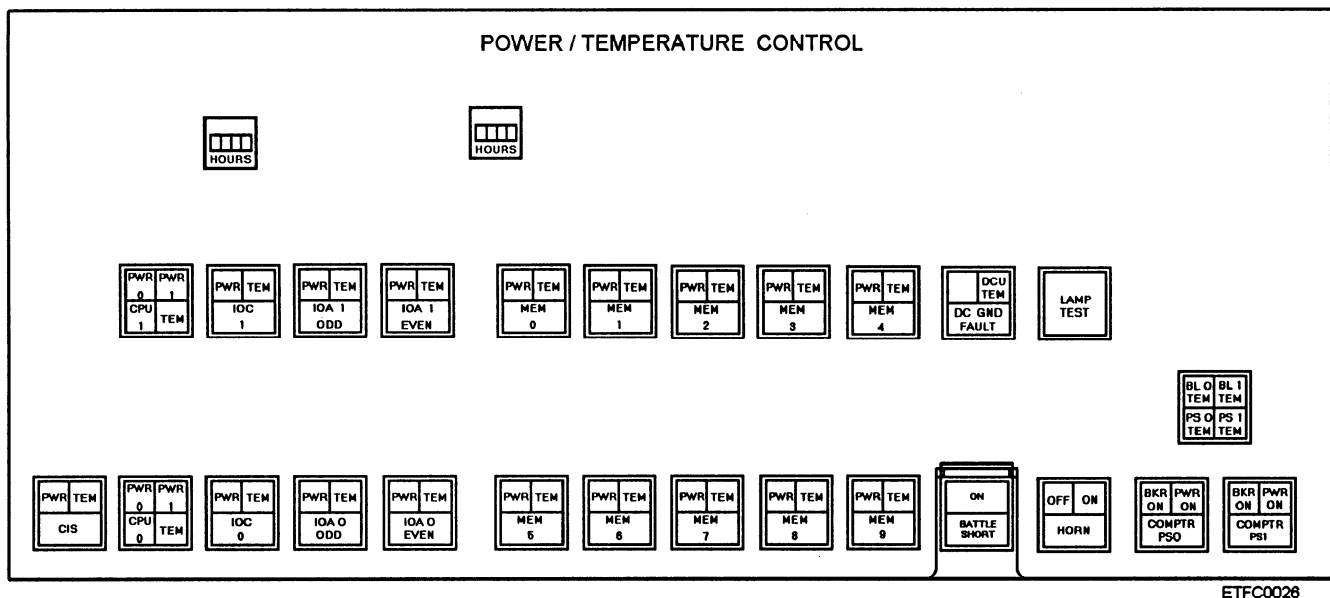 POWER / TEMPERATURE CONTROL
HOURS
HOURS
PWR PWR
0 1
CPU TEM
1
PWR TEM
IOC
1
PWR TEM
IOA 1
ODD
PWR TEM
IOA 1
EVEN
PWR TEM
MEM
0
PWR TEM
MEM
1
PWR TEM
MEM
2
PWR TEM
MEM
3
PWR TEM
MEM
4
DCU
TEM
DC GND
FAULT
LAMP
TEST
BL 0 BL 1
TEM TEM
PS 0 PS 1
TEM TEM
PWR TEM
CIS
PWR PWR
0 1
CPU TEM
0
PWR TEM
IOC
0
PWR TEM
IOA 0
ODD
PWR TEM
IOA 0
EVEN
PWR TEM
MEM
5
PWR TEM
MEM
6
PWR TEM
MEM
7
PWR TEM
MEM
8
PWR TEM
MEM
9
ON
BATTLE
SHORT
OFF ON
HORN
BKR PWR
ON ON
COMPTR
PS0
BKR PWR
ON ON
COMPTR
PS1
ETFC0026